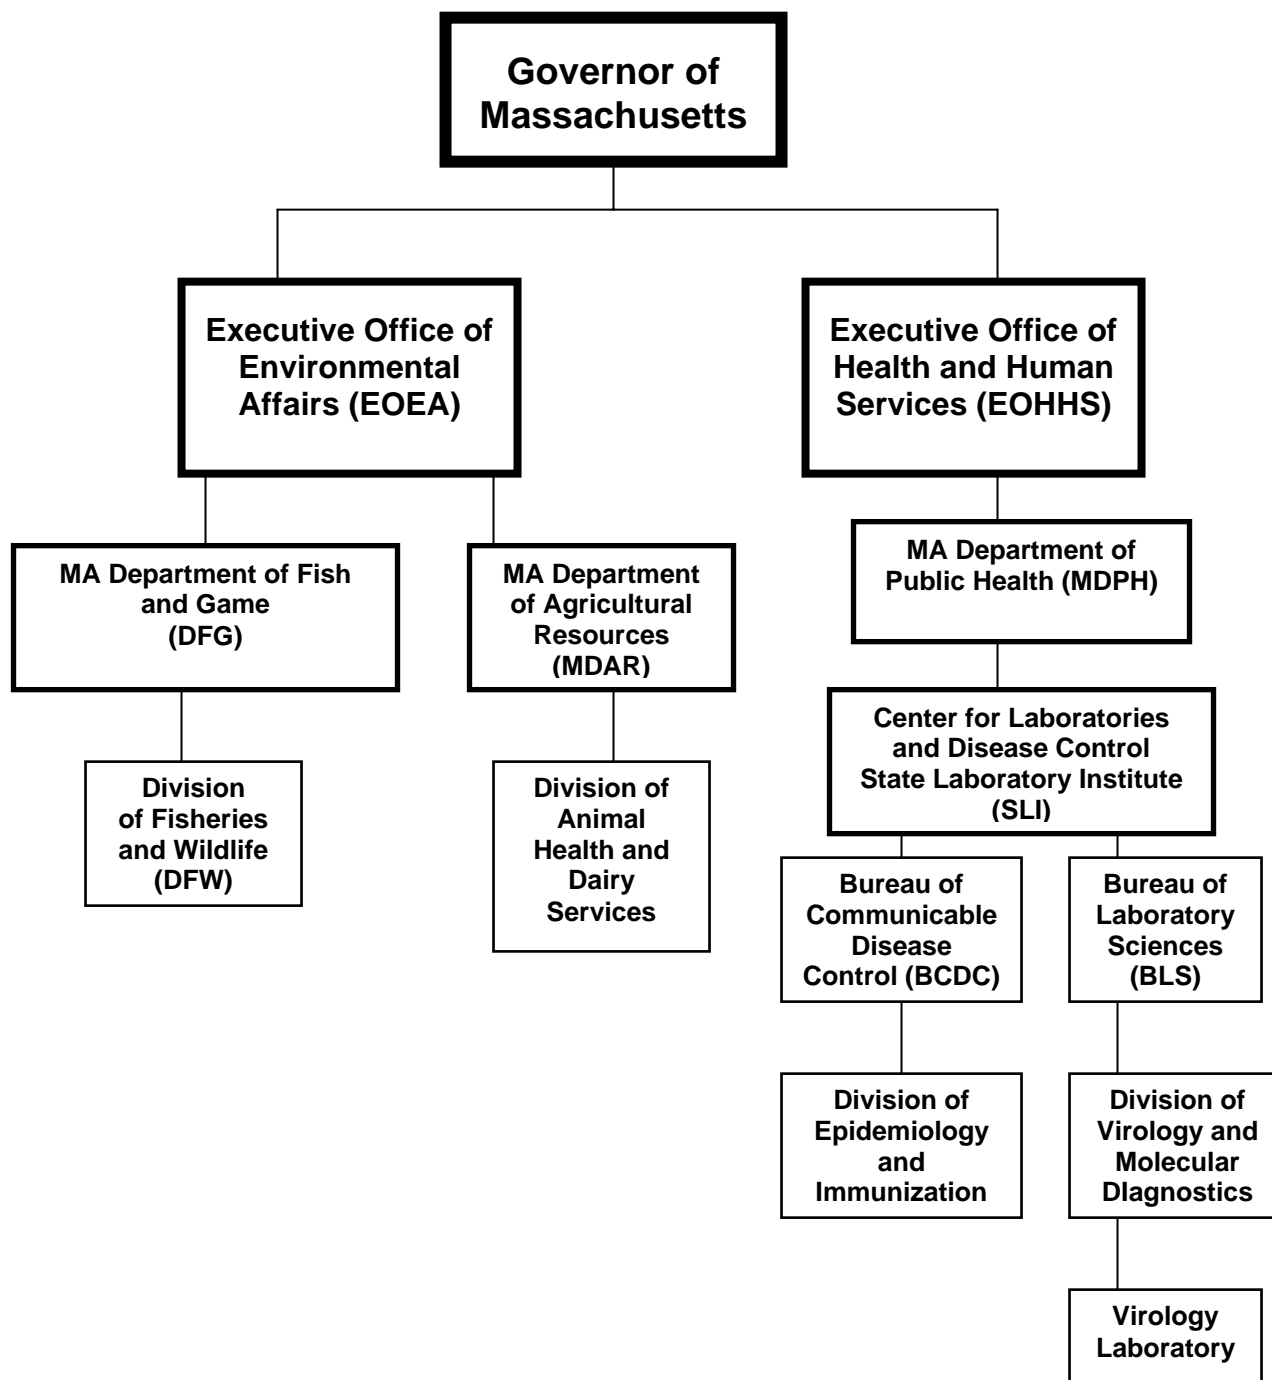 Governor of
Massachusetts
Executive Office of
Environmental
Affairs (EOEA)
Executive Office of
Health and Human
Services (EOHHS)
MA Department of Fish
and Game
(DFG)
MA Department
of Agricultural
Resources
(MDAR)
MA Department of
Public Health (MDPH)
Center for Laboratories
and Disease Control
State Laboratory Institute
(SLI)
Division
of Fisheries
and Wildlife
(DFW)
Division of
Animal
Health and
Dairy
Services
Bureau of
Communicable
Disease
Control (BCDC)
Bureau of
Laboratory
Sciences
(BLS)
Division of
Epidemiology
and
Immunization
Division of
Virology and
Molecular
DIagnostics
Virology
Laboratory